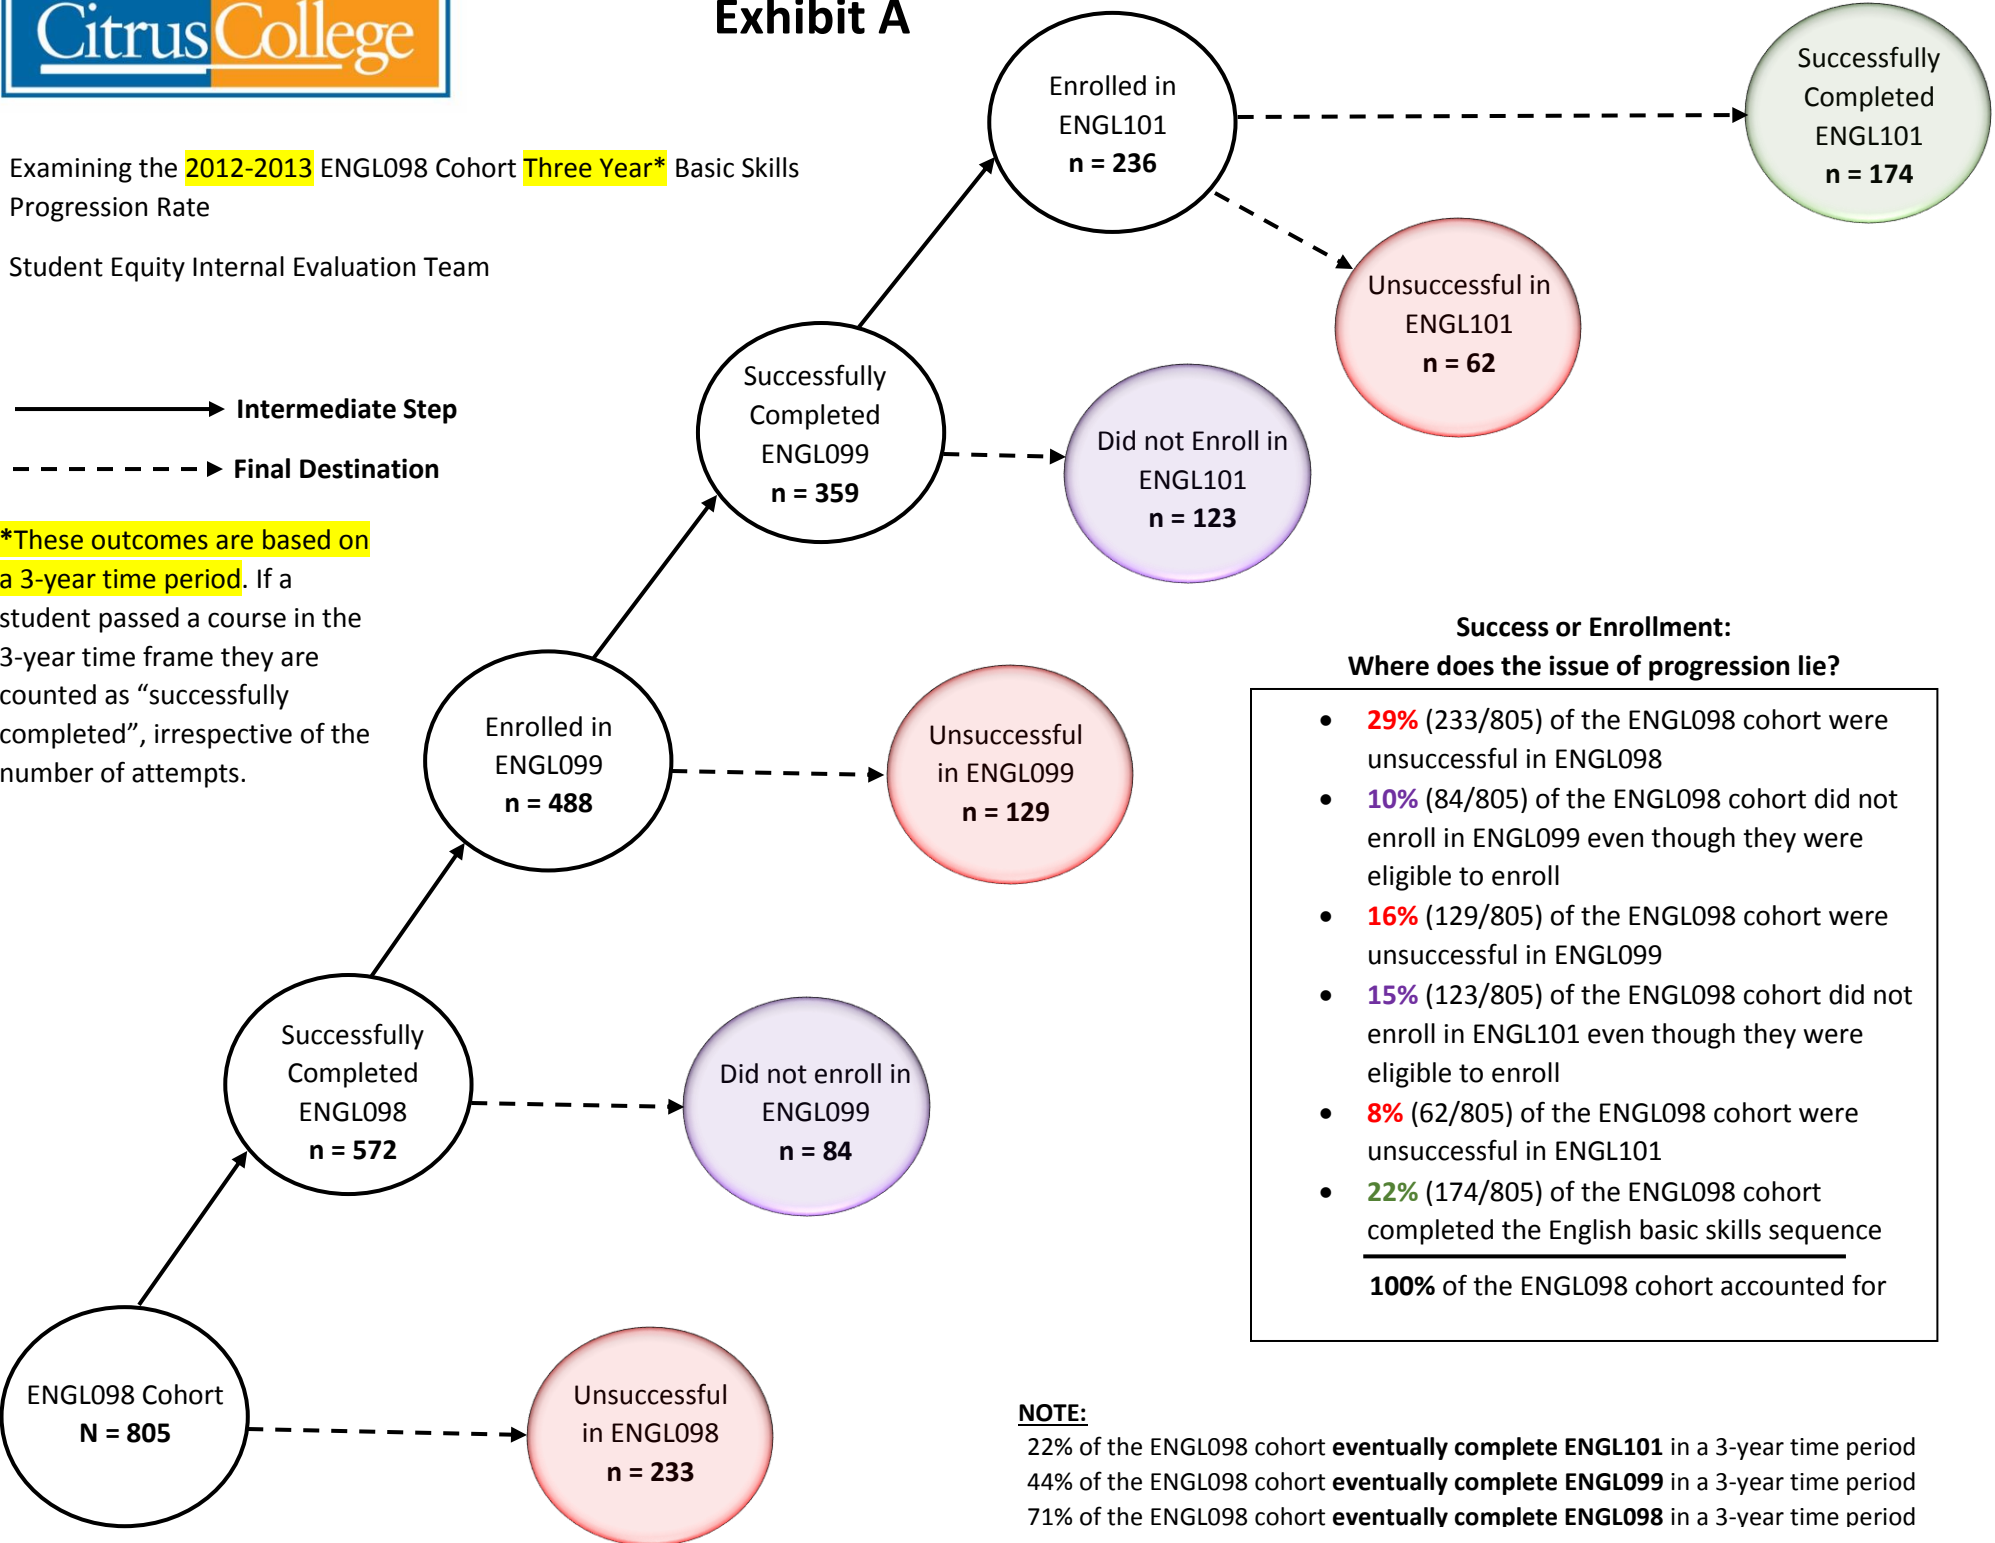 Citrus College
Exhibit A
Examining the 2012-2013 ENGL098 Cohort Three Year* Basic Skills
Progression Rate
Student Equity Internal Evaluation Team
Intermediate Step
Final Destination
*These outcomes are based on
a 3-year time period. If a
student passed a course in the
3-year time frame they are
counted as “successfully
completed”, irrespective of the
number of attempts.
Enrolled in
ENGL101
n = 236
Successfully
Completed
ENGL101
n = 174
Unsuccessful in
ENGL101
n = 62
Successfully
Completed
ENGL099
n = 359
Did not Enroll in
ENGL101
n = 123
Enrolled in
ENGL099
n = 488
Unsuccessful
in ENGL099
n = 129
Successfully
Completed
ENGL098
n = 572
Did not enroll in
ENGL099
n = 84
ENGL098 Cohort
N = 805
Unsuccessful
in ENGL098
n = 233
Success or Enrollment:
Where does the issue of progression lie?
• 29% (233/805) of the ENGL098 cohort were
unsuccessful in ENGL098
• 10% (84/805) of the ENGL098 cohort did not
enroll in ENGL099 even though they were
eligible to enroll
• 16% (129/805) of the ENGL098 cohort were
unsuccessful in ENGL099
• 15% (123/805) of the ENGL098 cohort did not
enroll in ENGL101 even though they were
eligible to enroll
• 8% (62/805) of the ENGL098 cohort were
unsuccessful in ENGL101
• 22% (174/805) of the ENGL098 cohort
completed the English basic skills sequence
100% of the ENGL098 cohort accounted for
NOTE:
22% of the ENGL098 cohort eventually complete ENGL101 in a 3-year time period
44% of the ENGL098 cohort eventually complete ENGL099 in a 3-year time period
71% of the ENGL098 cohort eventually complete ENGL098 in a 3-year time period